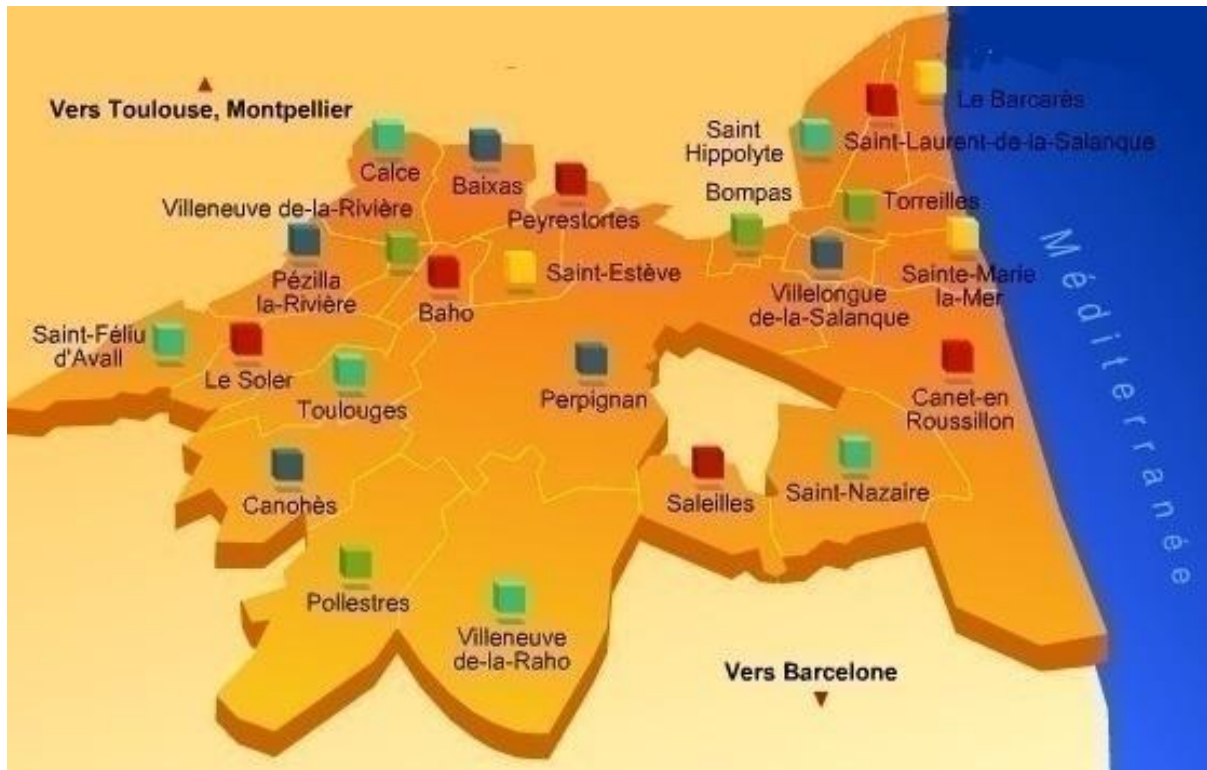 Vers Toulouse, Montpellier
Le Barcarès
Saint
Hippolyte
Saint-Laurent-de-la-Salanque
Calce
Baixas
Bompas
Villeneuve de-la-Rivière
Peyrestortes
Torreilles
Pézilla
la-Rivière
Baho
Saint-Estève
Villelongue
de-la-Salanque
Sainte-Marie
la-Mer
Méditerranée
Saint-Féliu
d'Avall
Le Soler
Toulouges
Perpignan
Canet-en
Roussillon
Canohès
Saleilles
Saint-Nazaire
Pollestres
Villeneuve
de-la-Raho
Vers Barcelone